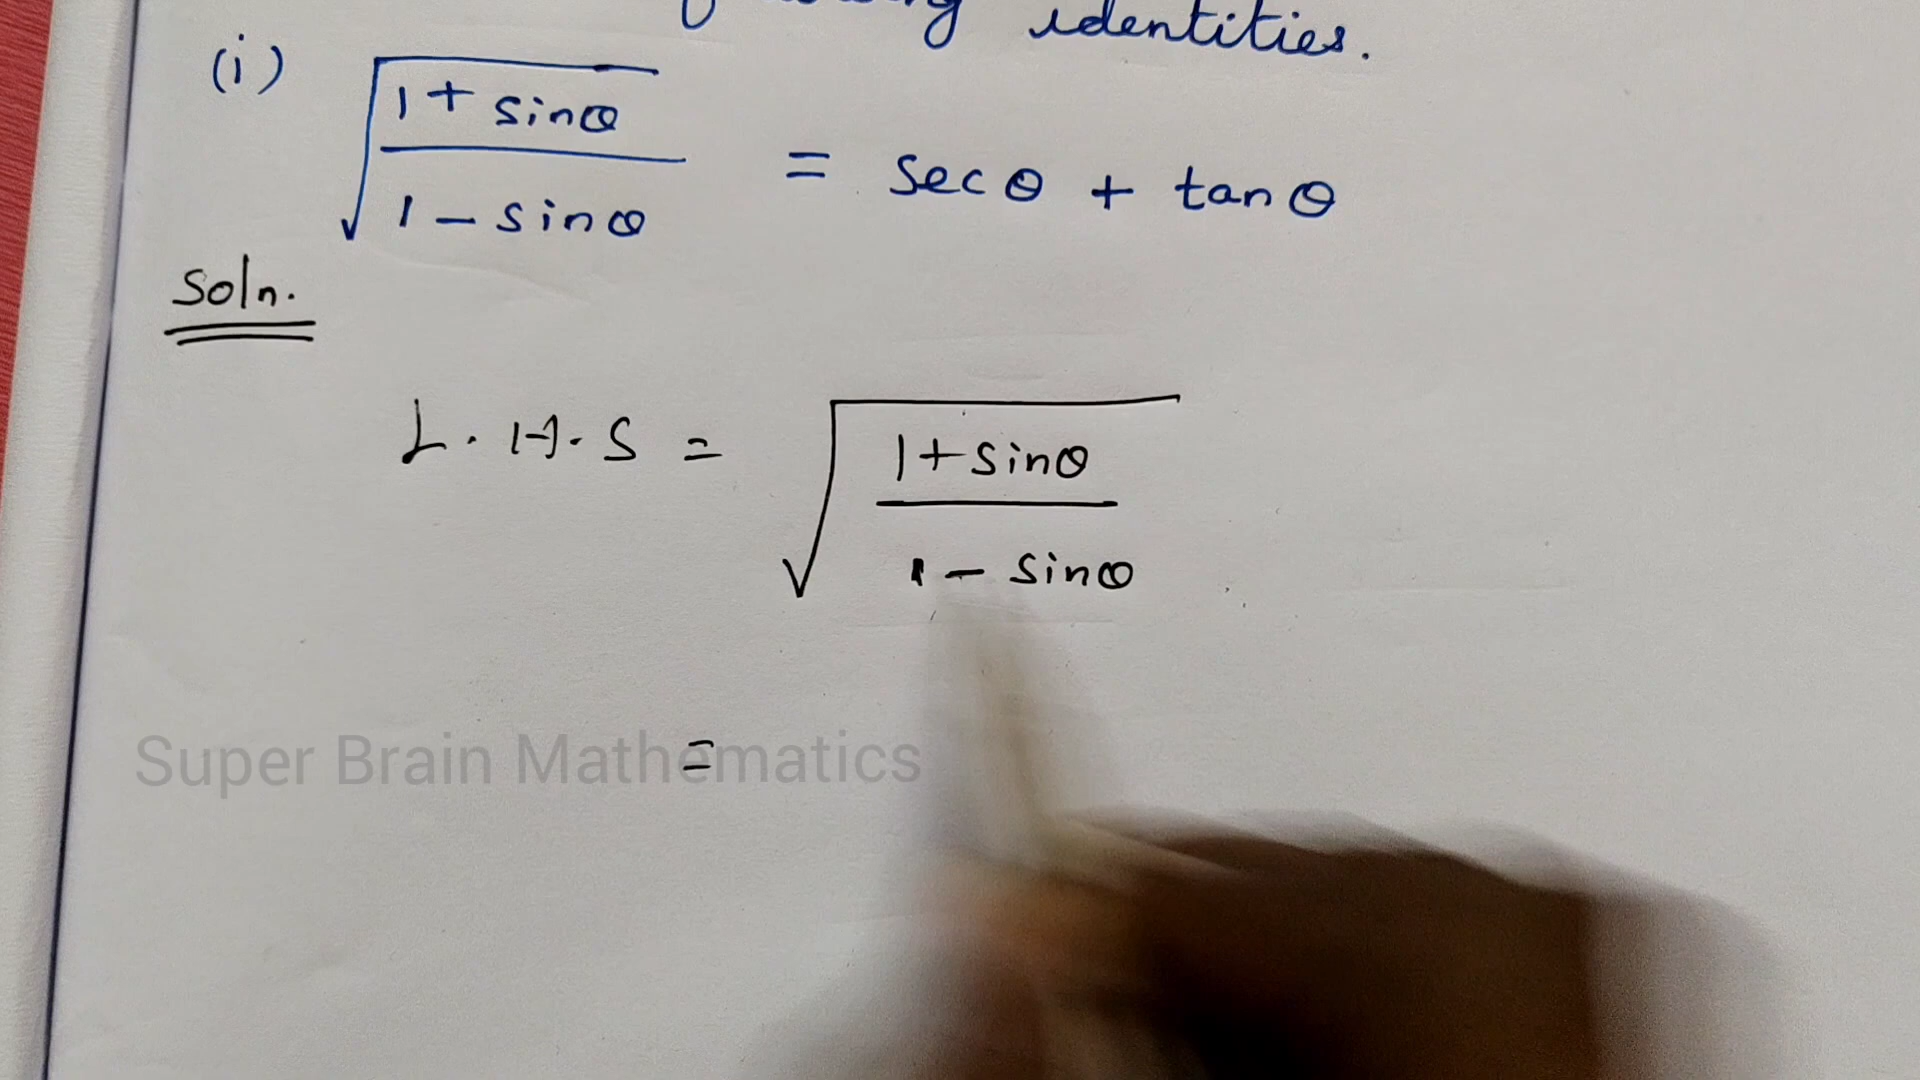 identities.
(i) √(1 + sinθ / 1 - sinθ) = secθ + tanθ
Soln.
L.H.S = √(1 + sinθ / 1 - sinθ)
=
Super Brain Mathematics